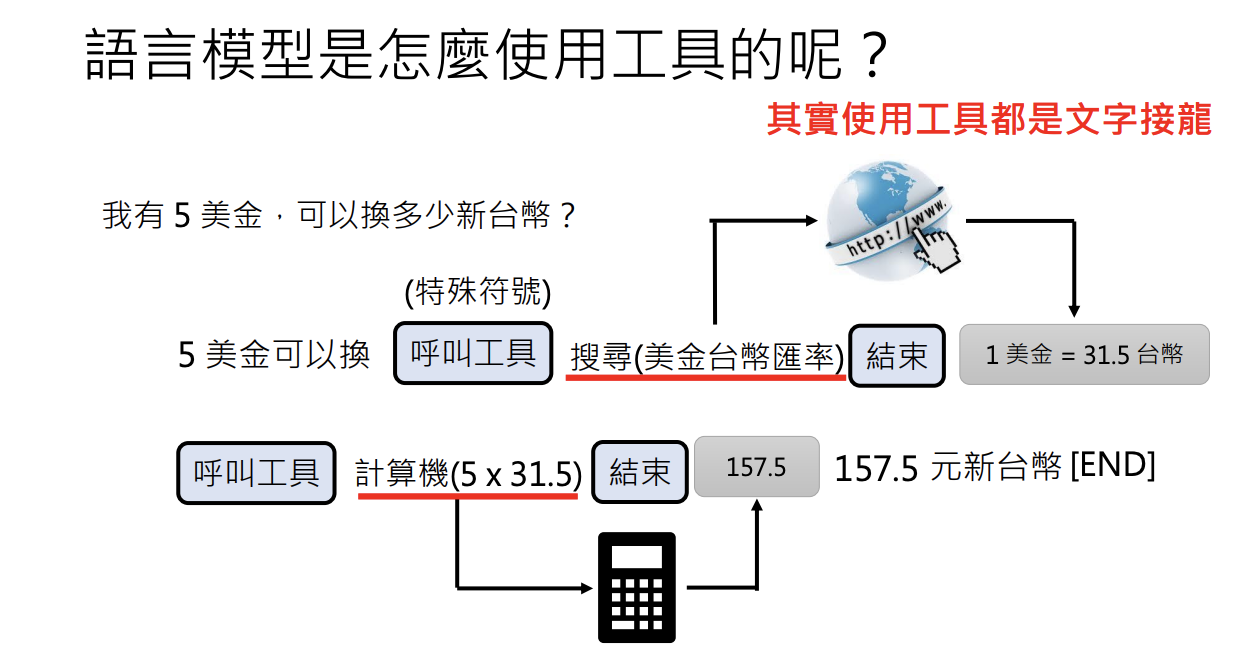 語言模型是怎麼使用工具的呢？
其實使用工具都是文字接龍
我有 5 美金，可以換多少新台幣？
http://www.
(特殊符號)
5 美金可以換 呼叫工具 搜尋(美金台幣匯率) 結束 1 美金 = 31.5 台幣
呼叫工具 計算機(5 x 31.5) 結束 157.5 157.5 元新台幣 [END]